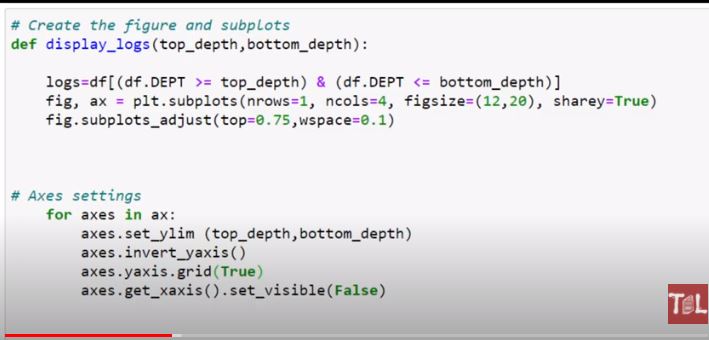 # Create the figure and subplots
def display_logs(top_depth,bottom_depth):
logs=df[(df.DEPT >= top_depth) & (df.DEPT <= bottom_depth)]
fig, ax = plt.subplots(nrows=1, ncols=4, figsize=(12,20), sharey=True)
fig.subplots_adjust(top=0.75,wspace=0.1)
# Axes settings
for axes in ax:
axes.set_ylim (top_depth,bottom_depth)
axes.invert_yaxis()
axes.yaxis.grid(True)
axes.get_xaxis().set_visible(False)